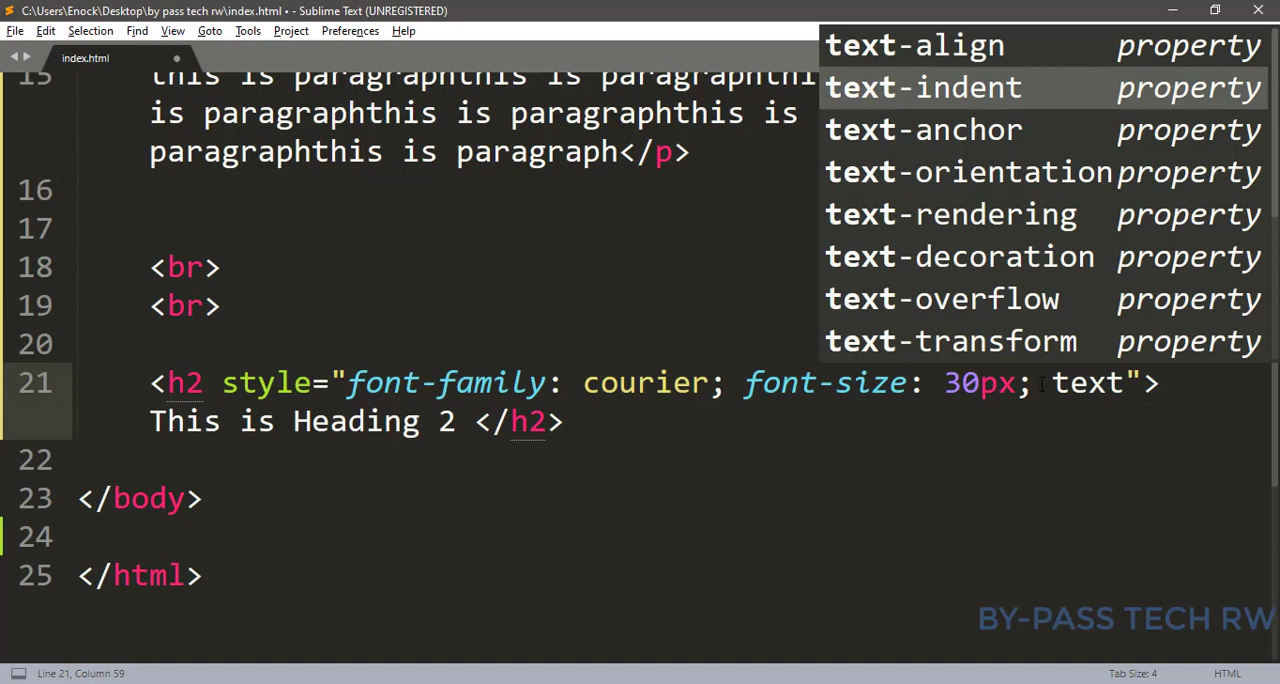 C:\Users\Enock\Desktop\by pass tech rw\index.html • - Sublime Text (UNREGISTERED)
File Edit Selection Find View Goto Tools Project Preferences Help
index.html
text-align property
text-indent property
text-anchor property
text-orientation property
text-rendering property
text-decoration property
text-overflow property
text-transform property
15 this is paragraphthis is paragraphthi
is paragraphthis is paragraphthis is
paragraphthis is paragraph</p>
16
17
18 <br>
19 <br>
20
21 <h2 style="font-family: courier; font-size: 30px; text">
This is Heading 2 </h2>
22
23 </body>
24
25 </html>
BY-PASS TECH RW
Line 21, Column 59 Tab Size: 4 HTML